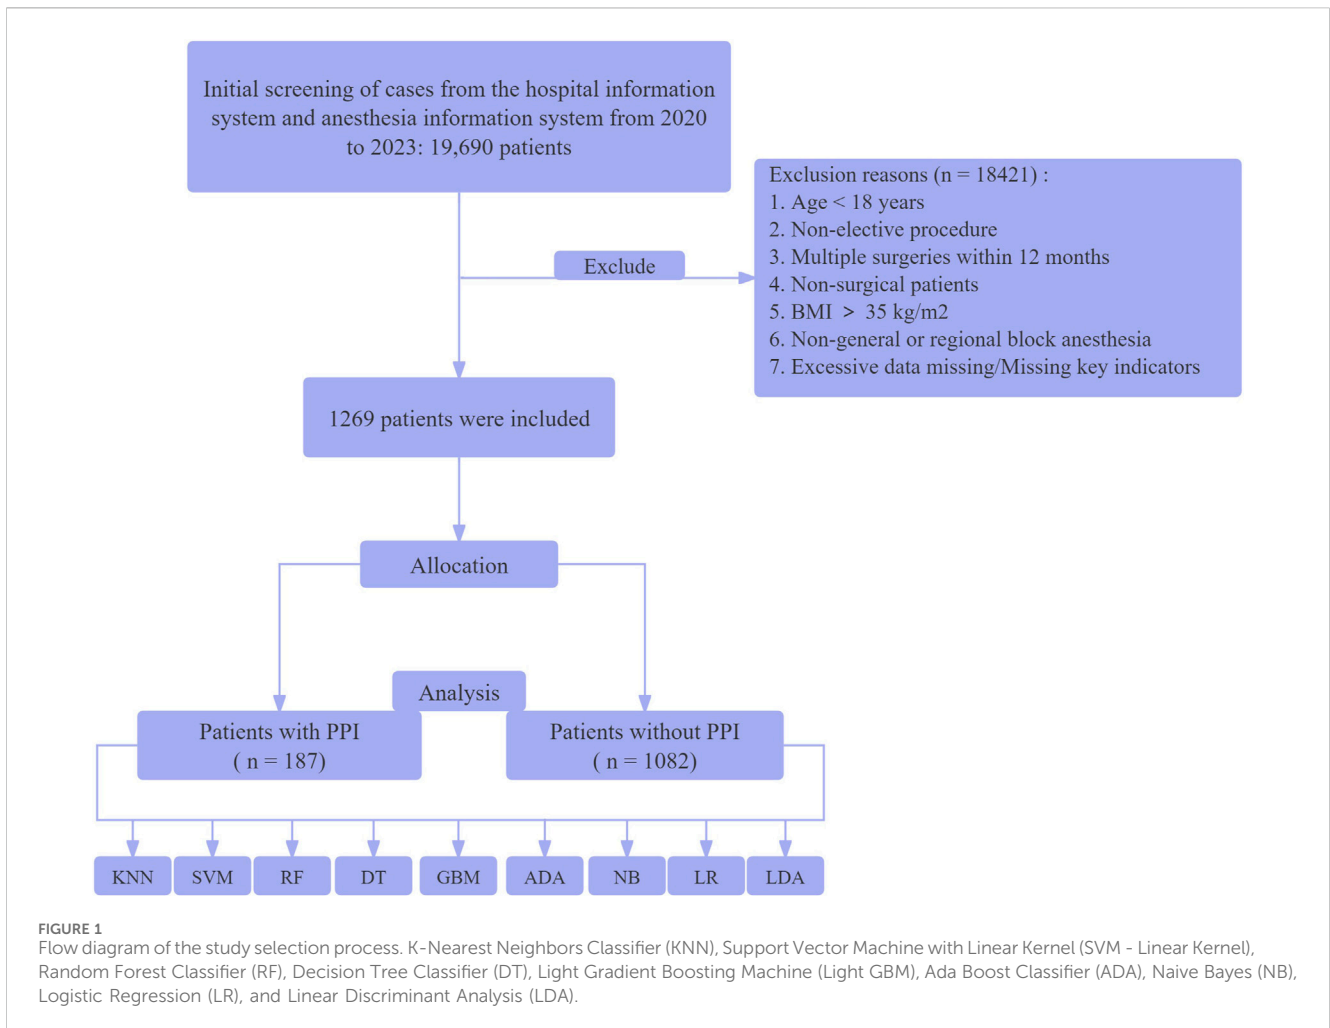 Initial screening of cases from the hospital information
system and anesthesia information system from 2020
to 2023: 19,690 patients
Exclude
Exclusion reasons (n = 18421) :
1. Age < 18 years
2. Non-elective procedure
3. Multiple surgeries within 12 months
4. Non-surgical patients
5. BMI > 35 kg/m2
6. Non-general or regional block anesthesia
7. Excessive data missing/Missing key indicators
1269 patients were included
Allocation
Analysis
Patients with PPI
( n = 187)
Patients without PPI
( n = 1082)
KNN
SVM
RF
DT
GBM
ADA
NB
LR
LDA
FIGURE 1
Flow diagram of the study selection process. K-Nearest Neighbors Classifier (KNN), Support Vector Machine with Linear Kernel (SVM - Linear Kernel),
Random Forest Classifier (RF), Decision Tree Classifier (DT), Light Gradient Boosting Machine (Light GBM), Ada Boost Classifier (ADA), Naive Bayes (NB),
Logistic Regression (LR), and Linear Discriminant Analysis (LDA).